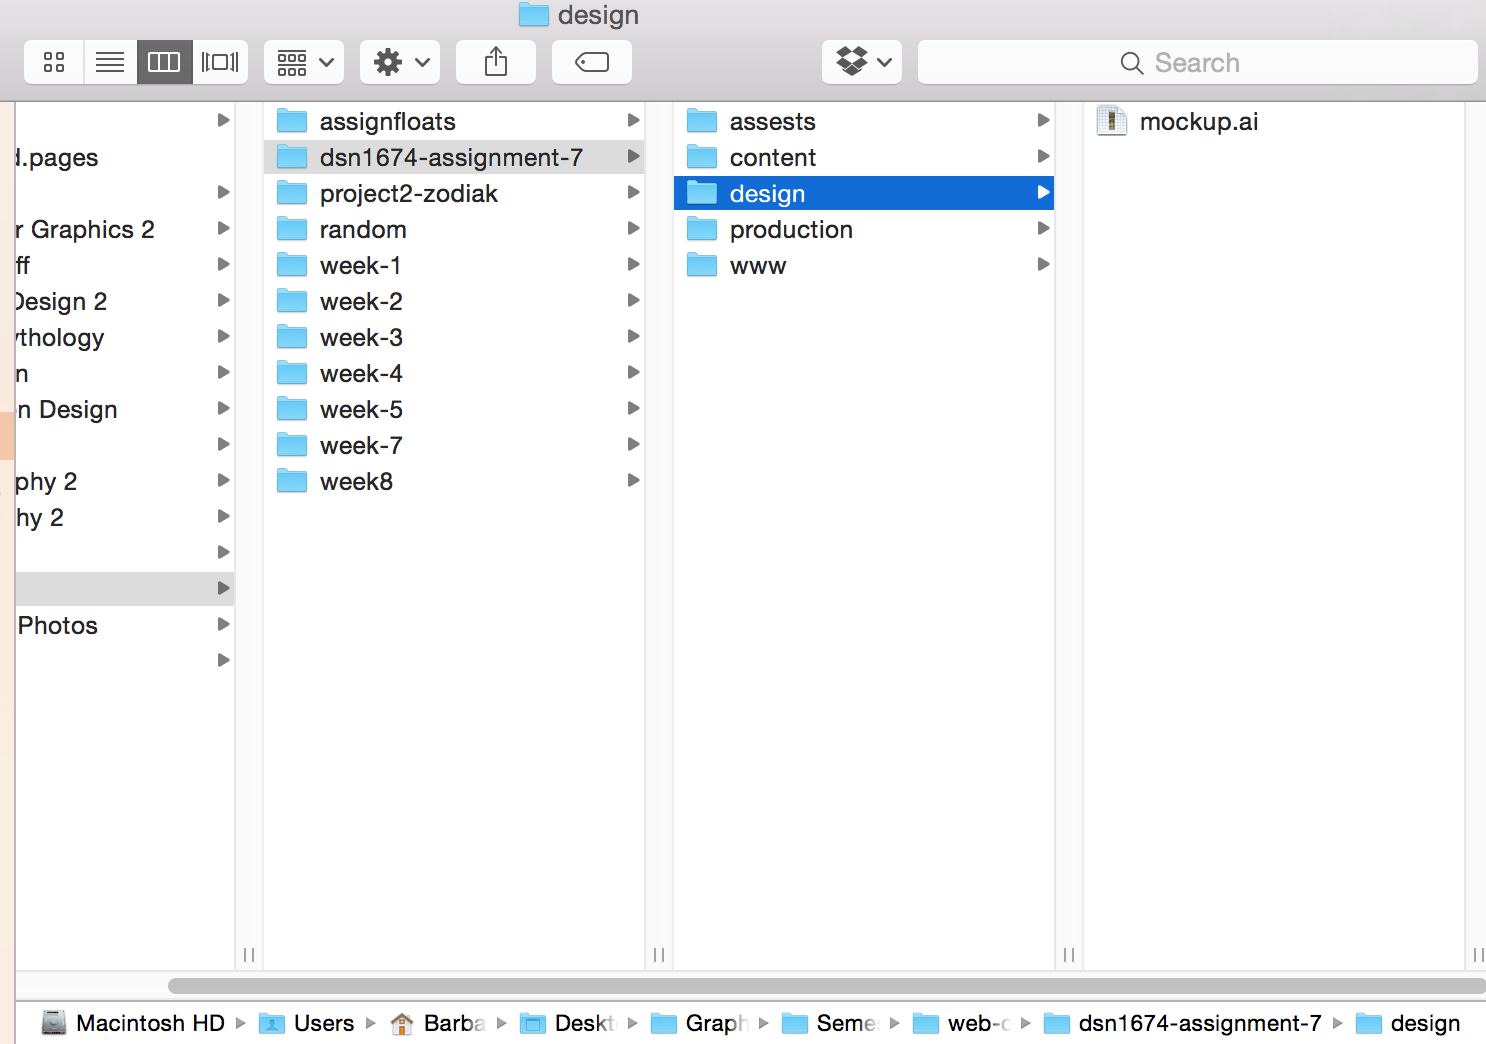 design
Search
d.pages
r Graphics 2
ff
Design 2
ythology
n
n Design
phy 2
hy 2
Photos
assignfloats
dsn1674-assignment-7
project2-zodiak
random
week-1
week-2
week-3
week-4
week-5
week-7
week8
assests
content
design
production
www
mockup.ai
Macintosh HD Users Barba Deskt Graph Seme web-d dsn1674-assignment-7 design